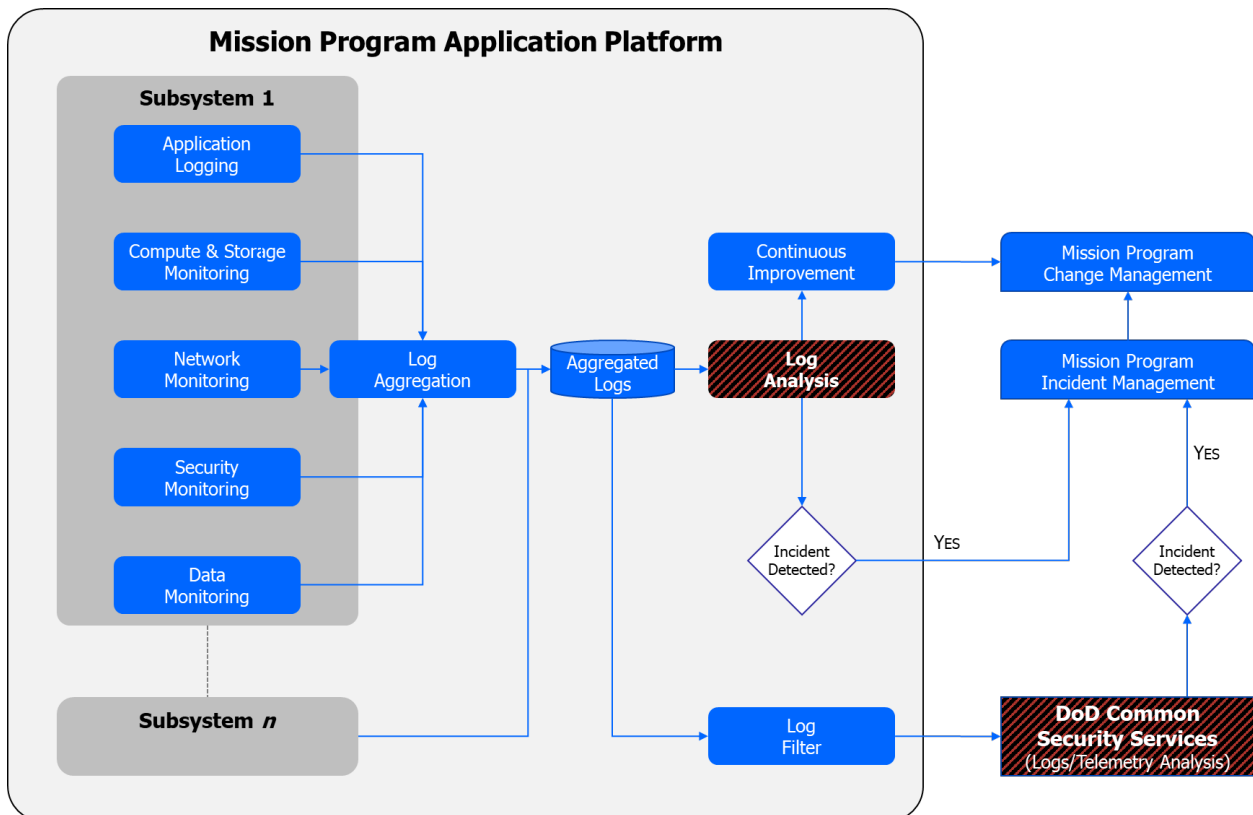 Mission Program Application Platform
Subsystem 1
Application
Logging
Compute & Storage
Monitoring
Network
Monitoring
Security
Monitoring
Data
Monitoring
Subsystem n
Log
Aggregation
Aggregated
Logs
Continuous
Improvement
Log
Analysis
Incident
Detected?
Log
Filter
YES
Mission Program
Change Management
Mission Program
Incident Management
YES
Incident
Detected?
DoD Common
Security Services
(Logs/Telemetry Analysis)